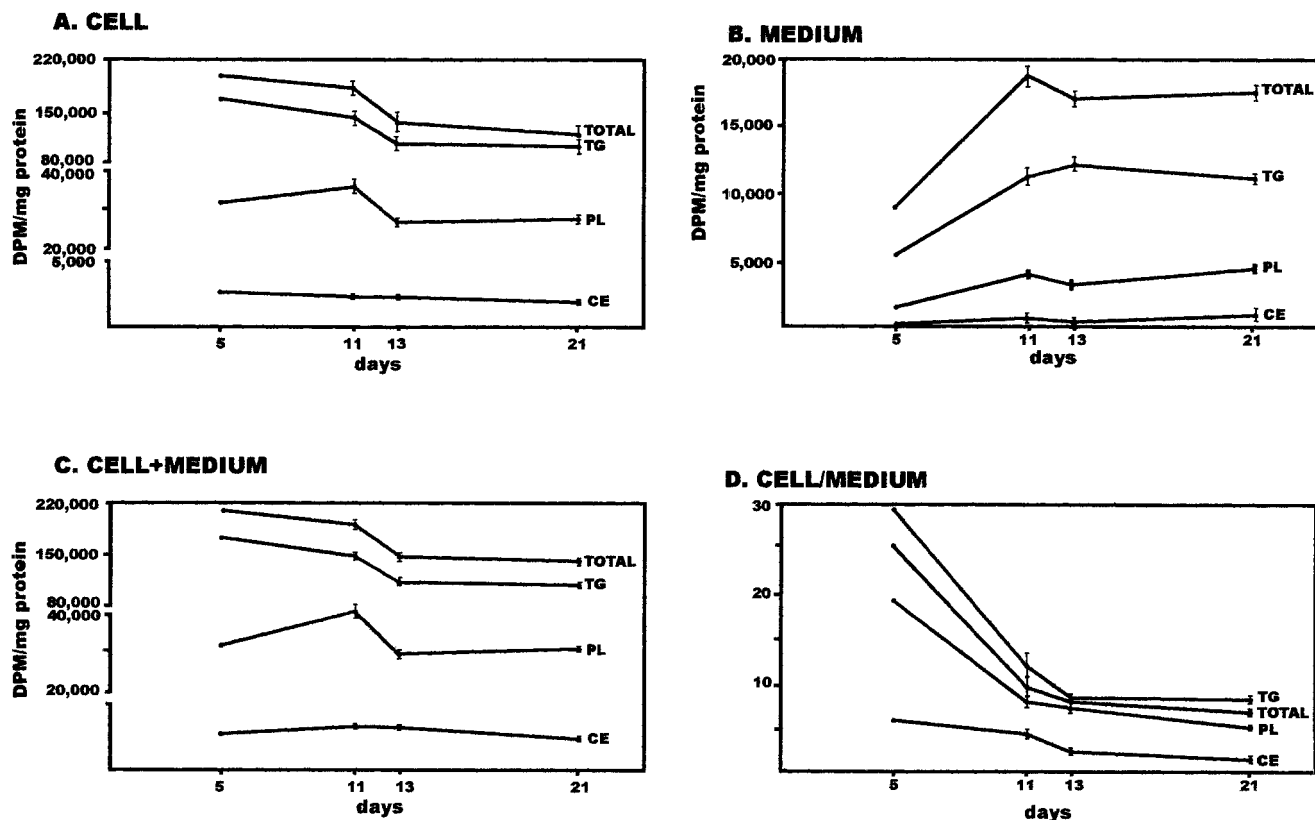 A. CELL
220,000
150,000
80,000
40,000
20,000
5,000
DPM/mg protein
TOTAL
TG
PL
CE
5 11 13 21
days
B. MEDIUM
20,000
15,000
10,000
5,000
DPM/mg protein
TOTAL
TG
PL
CE
5 11 13 21
days
C. CELL+MEDIUM
220,000
150,000
80,000
40,000
20,000
DPM/mg protein
TOTAL
TG
PL
CE
5 11 13 21
days
D. CELL/MEDIUM
30
20
10
TG
TOTAL
PL
CE
5 11 13 21
days